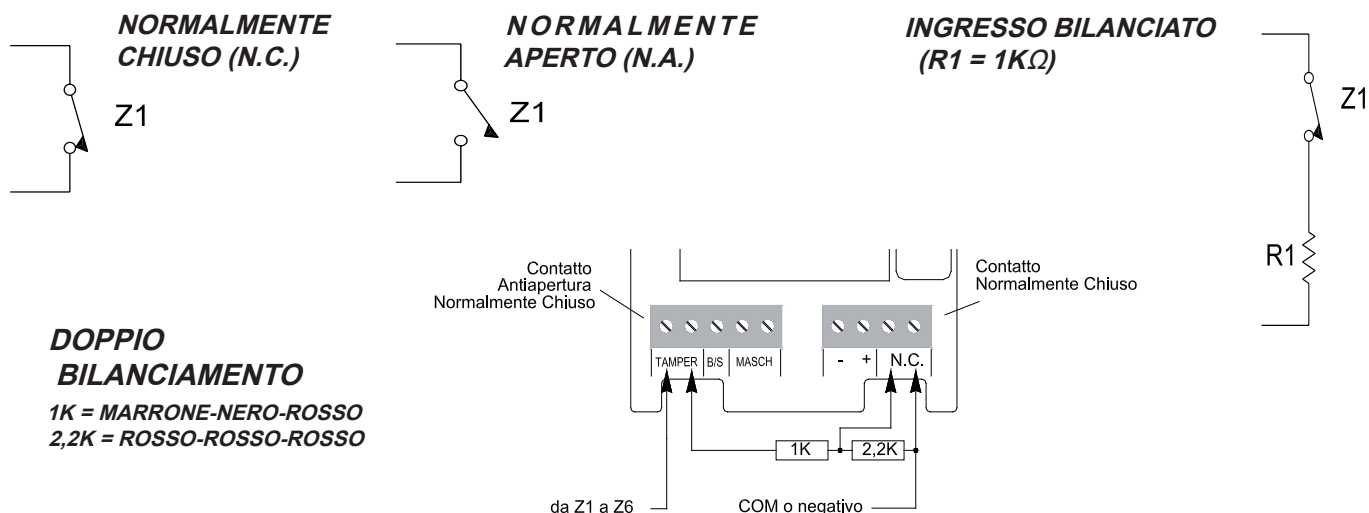 NORMALMENTE
CHIUSO (N.C.)
Z1
NORMALMENTE
APERTO (N.A.)
Z1
INGRESSO BILANCIATO
(R1 = 1KΩ)
Z1
R1
DOPPIO
BILANCIAMENTO
1K = MARRONE-NERO-ROSSO
2,2K = ROSSO-ROSSO-ROSSO
Contatto
Antiapertura
Normalmente Chiuso
Contatto
Normalmente Chiuso
TAMPER B/S MASCH - + N.C.
1K 2,2K
da Z1 a Z6 COM o negativo